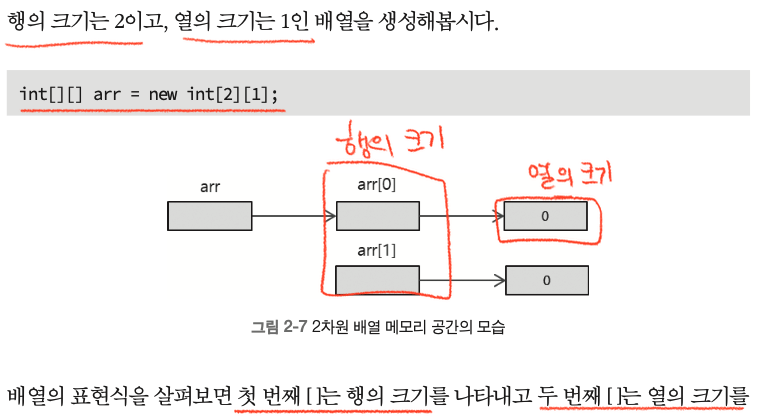 행의 크기는 2이고, 열의 크기는 1인 배열을 생성해봅시다.
int[][] arr = new int[2][1];
행의 크기
열의 크기
arr
arr[0]
0
arr[1]
0
그림 2-7 2차원 배열 메모리 공간의 모습
배열의 표현식을 살펴보면 첫 번째 [ ]는 행의 크기를 나타내고 두 번째 [ ]는 열의 크기를